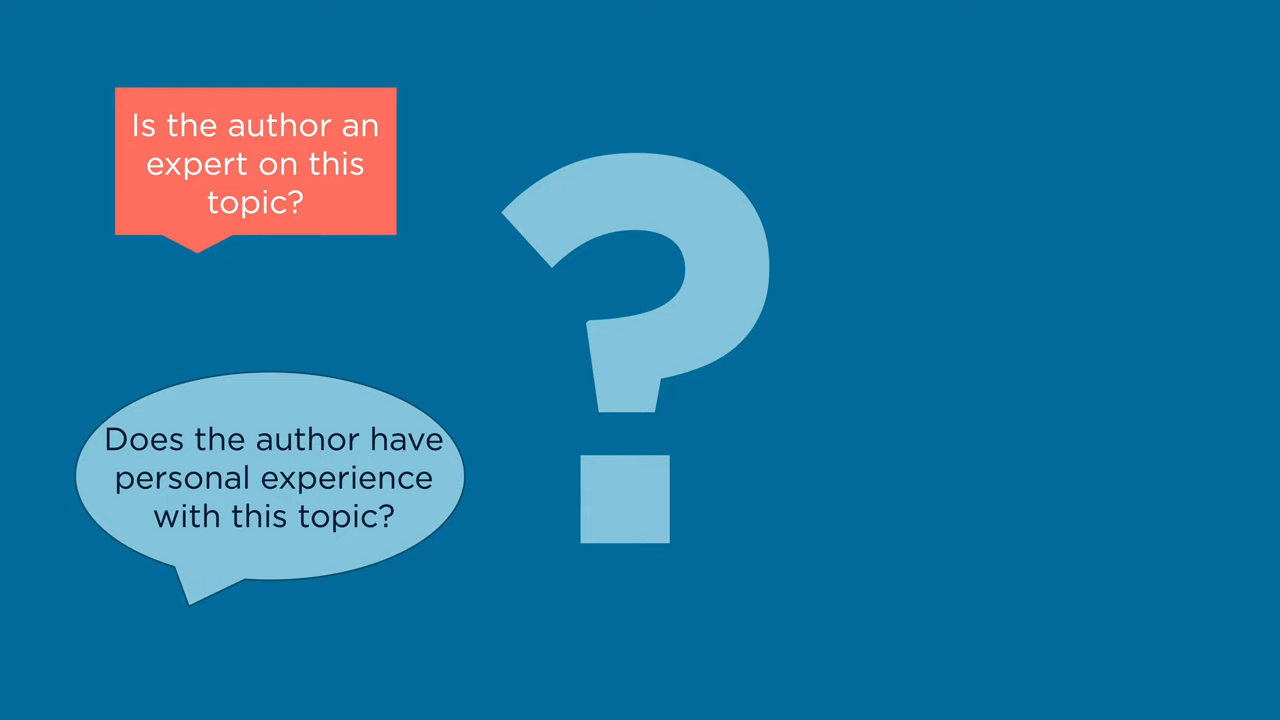 Is the author an
expert on this
topic?
Does the author have
personal experience
with this topic?
?